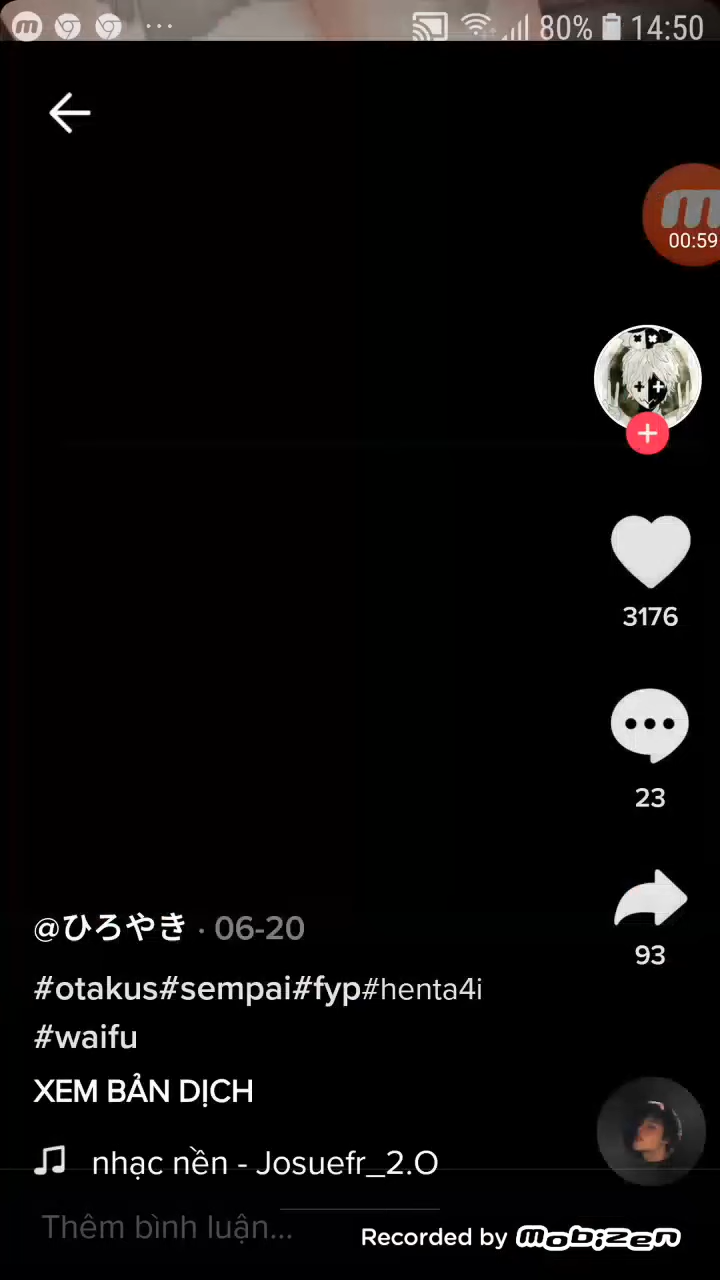 80% 14:50
00:59
3176
23
@ひろやき · 06-20
93
#otakus#sempai#fyp#henta4i
#waifu
XEM BẢN DỊCH
nhạc nền - Josuefr_2.O
Thêm bình luận...
Recorded by mobizen